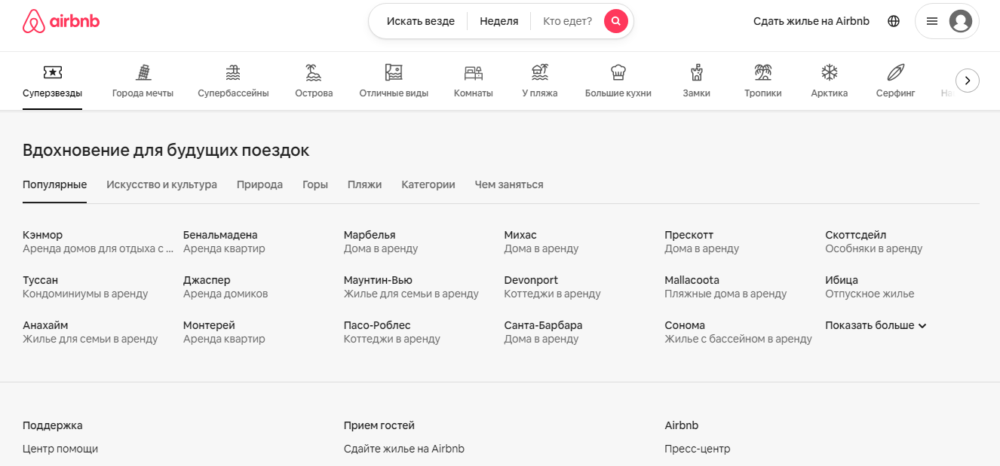 airbnb
Искать везде
Неделя
Кто едет?
Сдать жилье на Airbnb
Суперзвезды
Города мечты
Супербассейны
Острова
Отличные виды
Комнаты
У пляжа
Большие кухни
Замки
Тропики
Арктика
Серфинг
Вдохновение для будущих поездок
Популярные
Искусство и культура
Природа
Горы
Пляжи
Категории
Чем заняться
Кэнмор
Аренда домов для отдыха с ...
Бенальмадена
Аренда квартир
Марбелья
Дома в аренду
Михас
Дома в аренду
Прескотт
Дома в аренду
Скоттсдейл
Особняки в аренду
Туссан
Кондоминиумы в аренду
Джаспер
Аренда домиков
Маунтин-Вью
Жилье для семьи в аренду
Devonport
Коттеджи в аренду
Mallacoota
Пляжные дома в аренду
Ибица
Отпускное жилье
Анахайм
Жилье для семьи в аренду
Монтерей
Аренда квартир
Пасо-Роблес
Коттеджи в аренду
Санта-Барбара
Дома в аренду
Сонома
Жилье с бассейном в аренду
Показать больше
Поддержка
Центр помощи
Прием гостей
Сдайте жилье на Airbnb
Airbnb
Пресс-центр